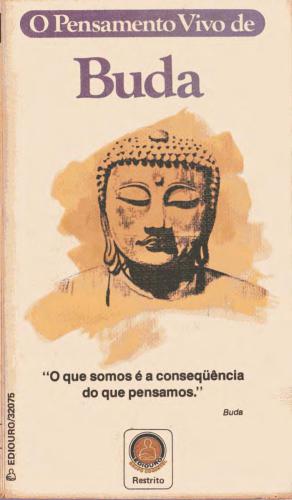 O Pensamento Vivo de
Buda
"O que somos é a conseqüência
do que pensamos."
Buda
EDIOURO/32075
EDIOURO
Restrito